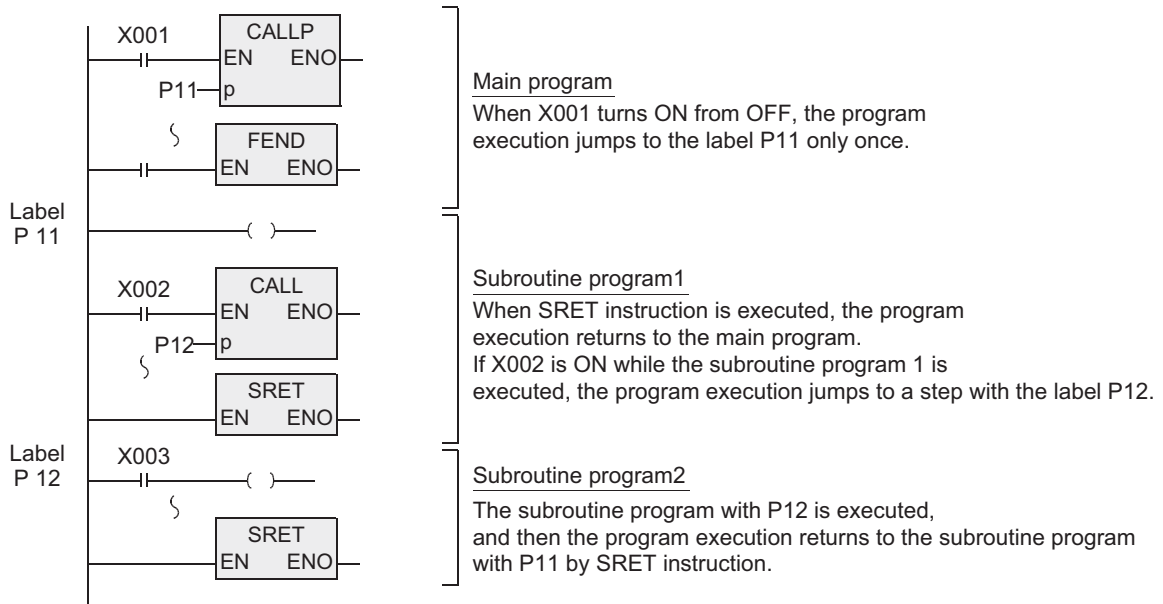 X001
CALLP
EN ENO
P11 p
FEND
EN ENO
Main program
When X001 turns ON from OFF, the program
execution jumps to the label P11 only once.
Label
P 11
X002
CALL
EN ENO
P12 p
SRET
EN ENO
Subroutine program1
When SRET instruction is executed, the program
execution returns to the main program.
If X002 is ON while the subroutine program 1 is
executed, the program execution jumps to a step with the label P12.
Label
P 12
X003
SRET
EN ENO
Subroutine program2
The subroutine program with P12 is executed,
and then the program execution returns to the subroutine program
with P11 by SRET instruction.